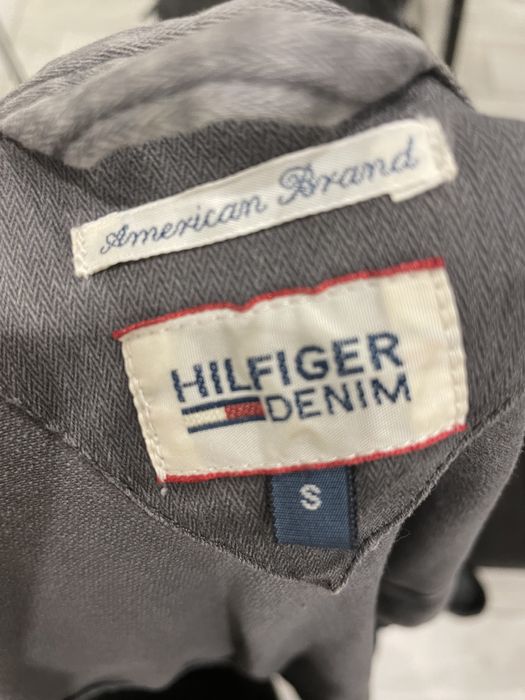 American Brand
HILFIGER
DENIM
S